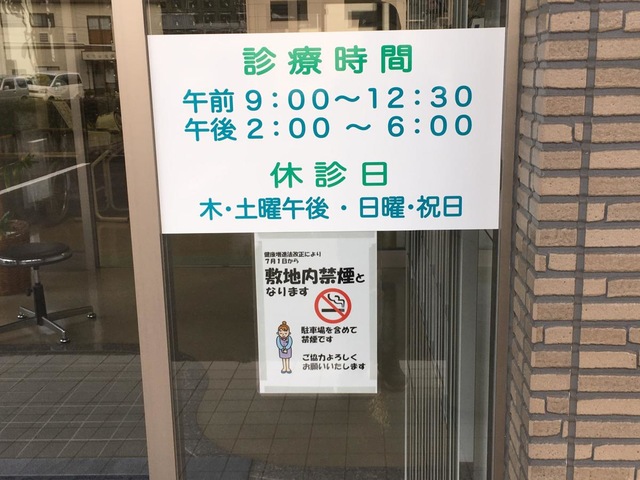 診療時間
午前 9：00～12：30
午後 2：00 ～ 6：00
休診日
木・土曜午後 ・ 日曜・祝日
健康増進法改正により
7月1日から
敷地内禁煙と
なります
駐車場を含めて
禁煙です
ご協力よろしく
お願いいたします